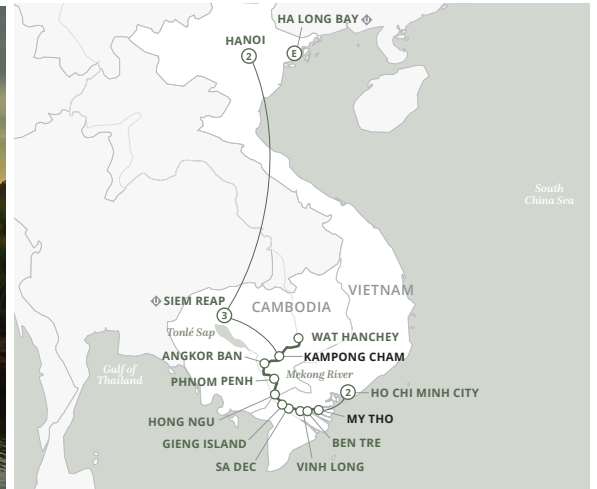 HA LONG BAY U
HANOI
2
E
South
China Sea
VIETNAM
U SIEM REAP
CAMBODIA
3
Tonlé Sap
WAT HANCHEY
ANGKOR BAN
KAMPONG CHAM
Gulf of
Thailand
PHNOM PENH
Mekong River
2
HO CHI MINH CITY
HONG NGU
MY THO
GIENG ISLAND
BEN TRE
SA DEC
VINH LONG